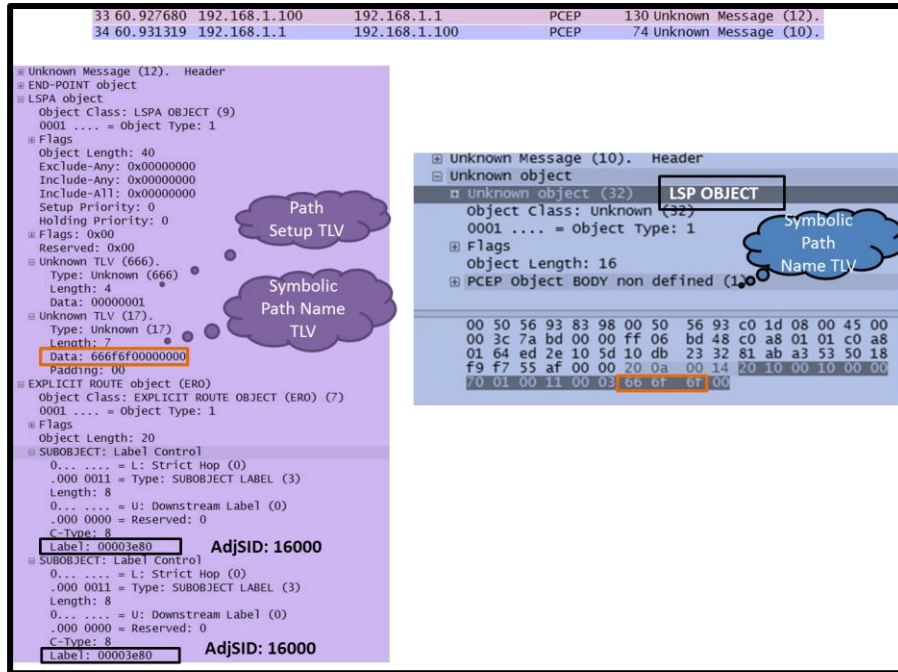 33 60.927680 192.168.1.100 192.168.1.1 PCEP 130 Unknown Message (12).
34 60.931319 192.168.1.1 192.168.1.100 PCEP 74 Unknown Message (10).
Unknown Message (12). Header
END-POINT object
LSPA object
Object Class: LSPA OBJECT (9)
0001 .... = Object Type: 1
Flags
Object Length: 40
Exclude-Any: 0x00000000
Include-Any: 0x00000000
Include-All: 0x00000000
Setup Priority: 0
Holding Priority: 0
Flags: 0x00
Reserved: 0x00
Unknown TLV (666).
Type: Unknown (666)
Length: 4
Data: 00000001
Unknown TLV (17).
Type: Unknown (17)
Length: 7
Data: 666f6f00000000
Padding: 00
EXPLICIT ROUTE object (ERO)
Object Class: EXPLICIT ROUTE OBJECT (ERO) (7)
0001 .... = Object Type: 1
Flags
Object Length: 20
SUBOBJECT: Label Control
0... .... = L: Strict Hop (0)
.000 0011 = Type: SUBOBJECT LABEL (3)
Length: 8
0... .... = U: Downstream Label (0)
.000 0000 = Reserved: 0
C-Type: 8
Label: 00003e80 AdjSID: 16000
SUBOBJECT: Label Control
0... .... = L: Strict Hop (0)
.000 0011 = Type: SUBOBJECT LABEL (3)
Length: 8
0... .... = U: Downstream Label (0)
.000 0000 = Reserved: 0
C-Type: 8
Label: 00003e80 AdjSID: 16000
Path
Setup TLV
Symbolic
Path Name
TLV
Unknown Message (10). Header
Unknown object
Unknown object (32) LSP OBJECT
Object Class: Unknown (32)
0001 .... = Object Type: 1
Flags
Object Length: 16
PCEP Object BODY non defined (1)
Symbolic
Path
Name TLV
00 50 56 93 83 98 00 50 56 93 c0 1d 08 00 45 00
00 3c 7a bd 00 00 ff 06 bd 48 c0 a8 01 01 c0 a8
01 64 ed 2e 10 5d 10 db 23 32 81 ab a3 53 50 18
f9 f7 55 af 00 00 20 0a 00 14 20 10 00 10 00 00
70 01 00 11 00 03 66 6f 6f 00